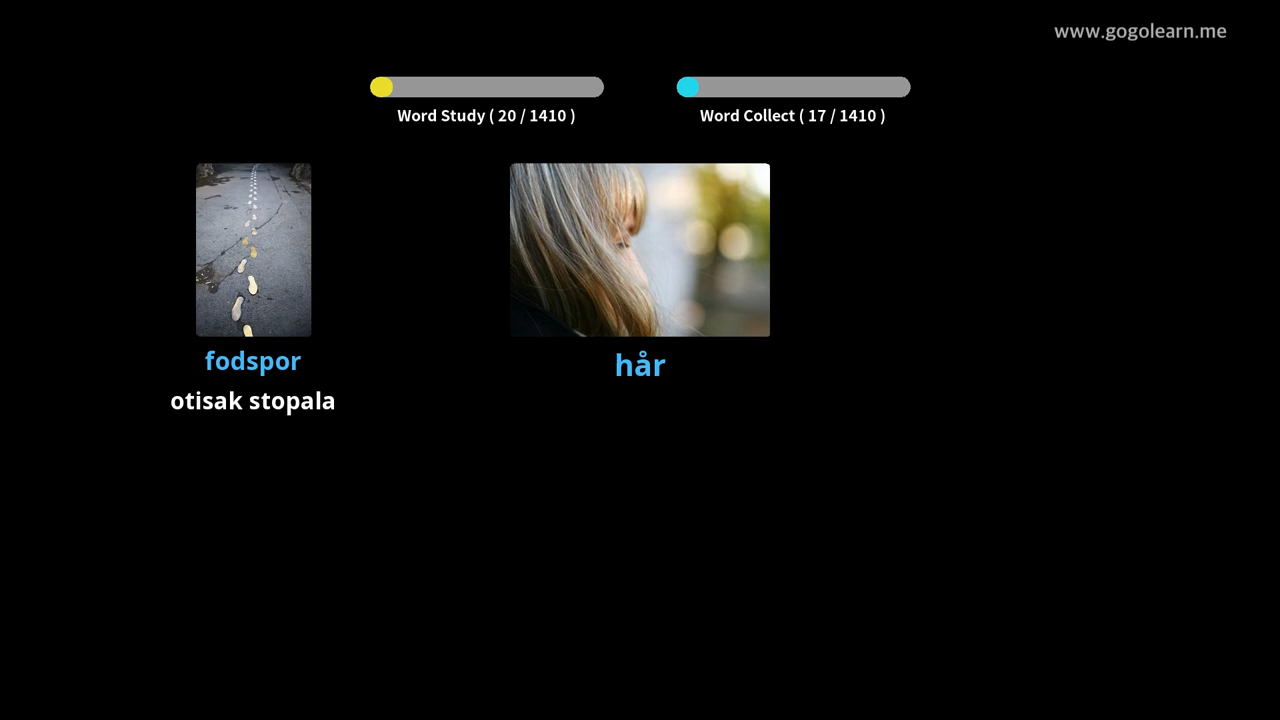 www.gogolearn.me
Word Study ( 20 / 1410 )
Word Collect ( 17 / 1410 )
fodspor
hår
otisak stopala